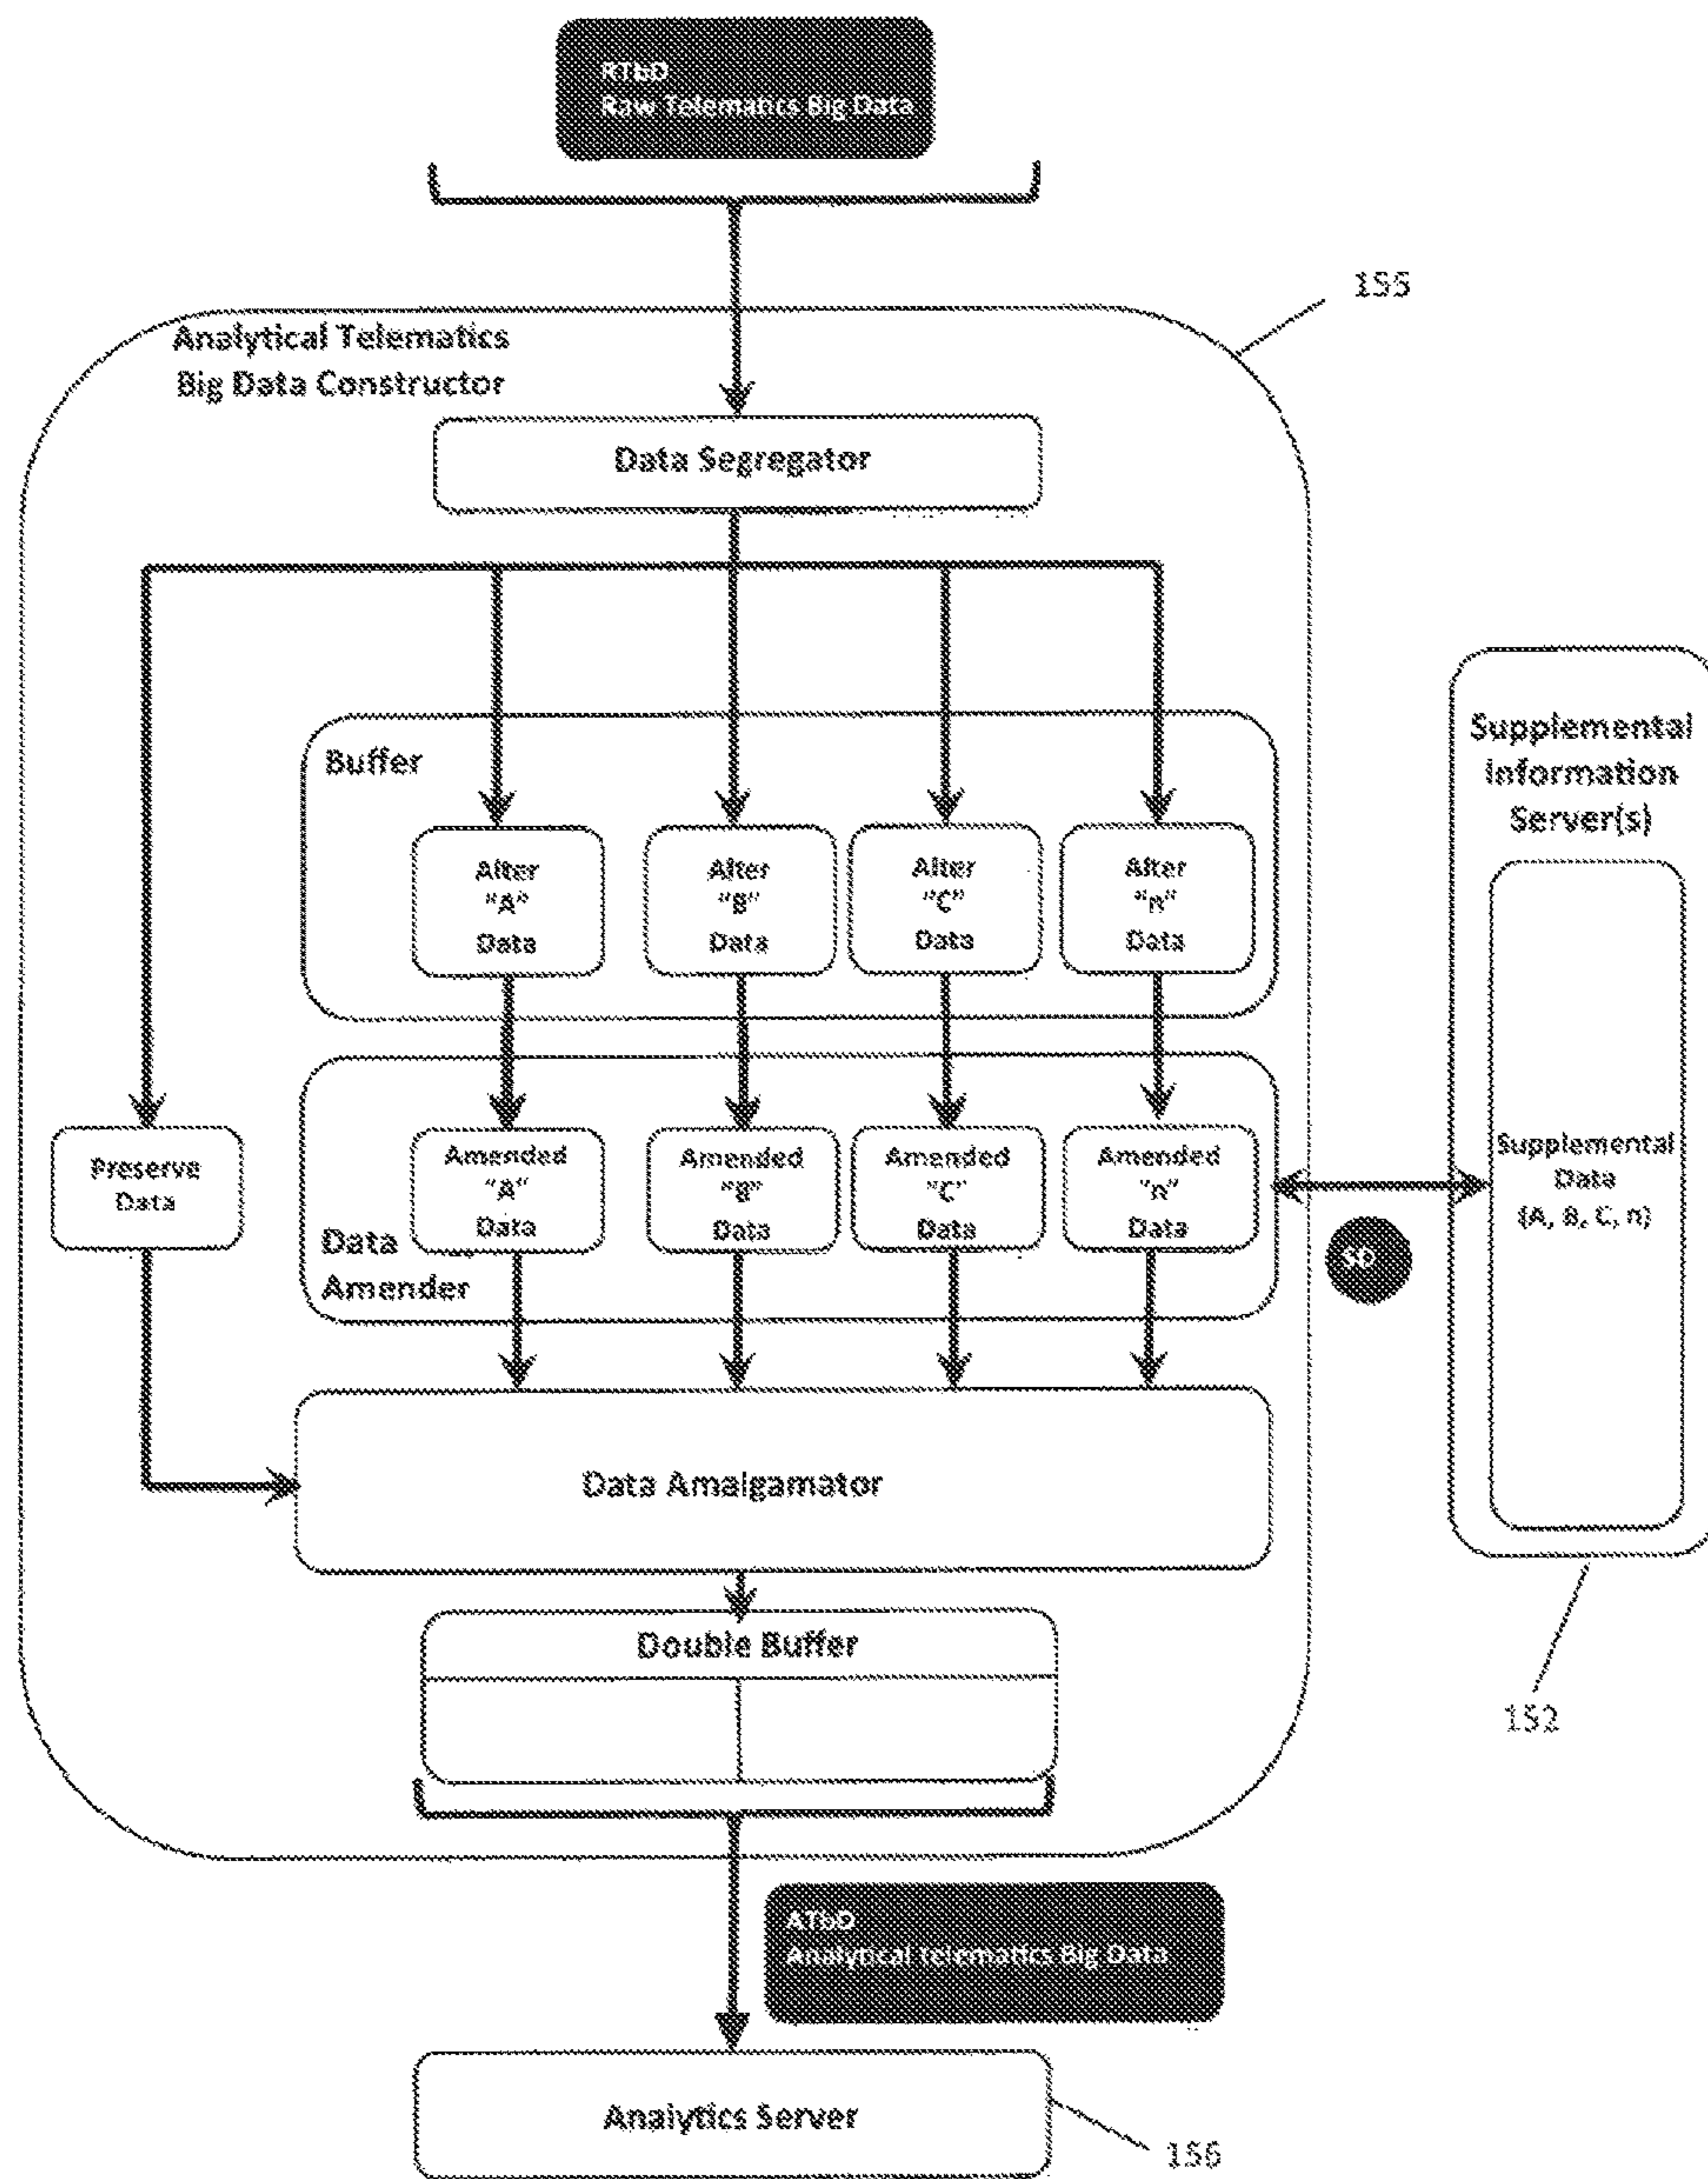 RTbD
Raw Telematics Big Data
155
Analytical Telematics
Big Data Constructor
Data Segregator
Buffer
Alter
"A"
Data
Alter
"B"
Data
Alter
"C"
Data
Alter
"n"
Data
Supplemental
Information
Server(s)
Preserve
Data
Amended
"A"
Data
Amended
"B"
Data
Amended
"C"
Data
Amended
"n"
Data
Data
Amender
Supplemental
Data
(A, B, C, n)
SD
Data Amalgamator
Double Buffer
152
ATbD
Analytical telematics Big Data
Analytics Server
156